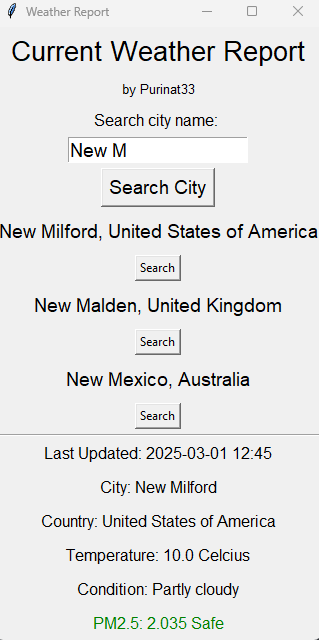 Weather Report
Current Weather Report
by Purinat33
Search city name:
New M
Search City
New Milford, United States of America
Search
New Malden, United Kingdom
Search
New Mexico, Australia
Search
Last Updated: 2025-03-01 12:45
City: New Milford
Country: United States of America
Temperature: 10.0 Celcius
Condition: Partly cloudy
PM2.5: 2.035 Safe